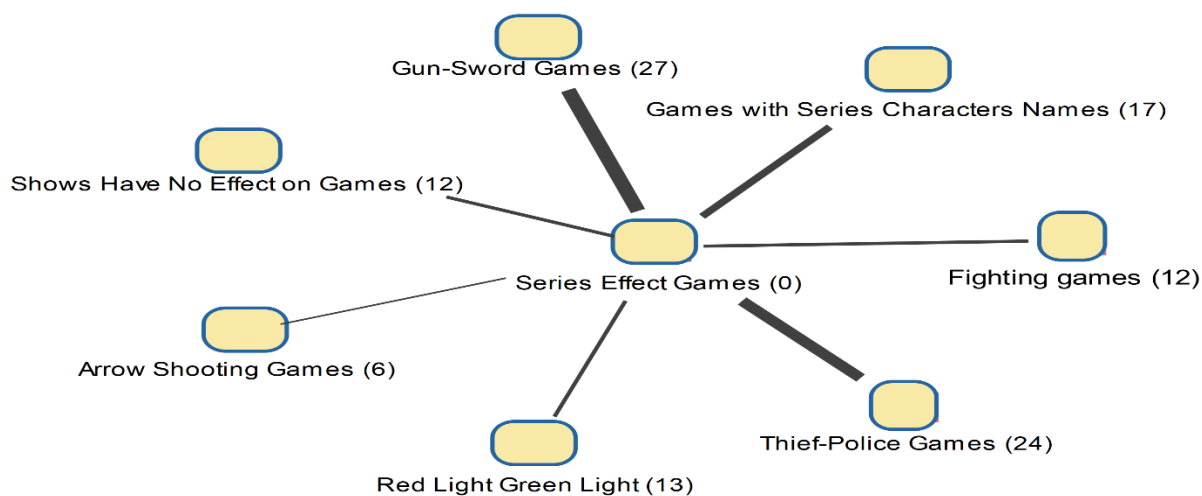 Gun-Sword Games (27)
Games with Series Characters Names (17)
Shows Have No Effect on Games (12)
Series Effect Games (0)
Fighting games (12)
Arrow Shooting Games (6)
Thief-Police Games (24)
Red Light Green Light (13)